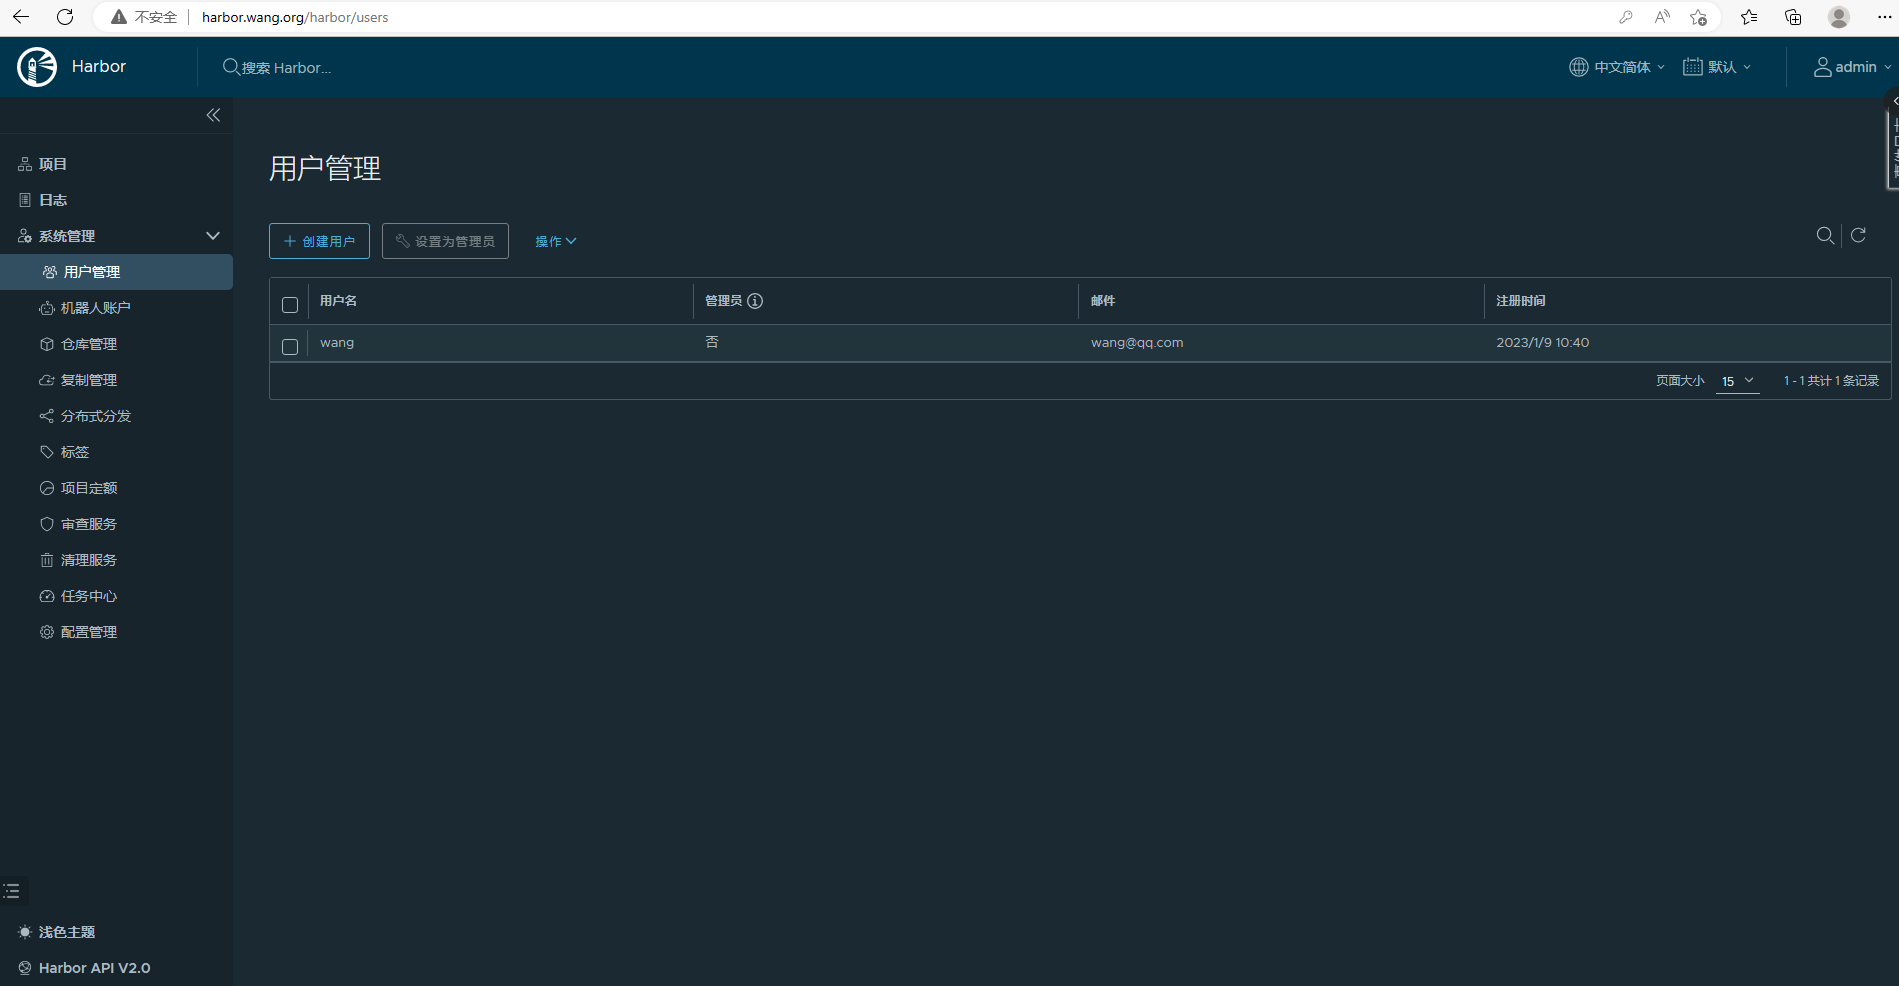 不安全 harbor.wang.org/harbor/users
Harbor
搜索 Harbor...
中文简体
默认
admin
项目
日志
系统管理
用户管理
机器人账户
仓库管理
复制管理
分布式分发
标签
项目定额
审查服务
清理服务
任务中心
配置管理
浅色主题
Harbor API V2.0
用户管理
创建用户 设置为管理员 操作
用户名 管理员 邮件 注册时间
wang 否 wang@qq.com 2023/1/9 10:40
页面大小 15 1 - 1 共计 1 条记录